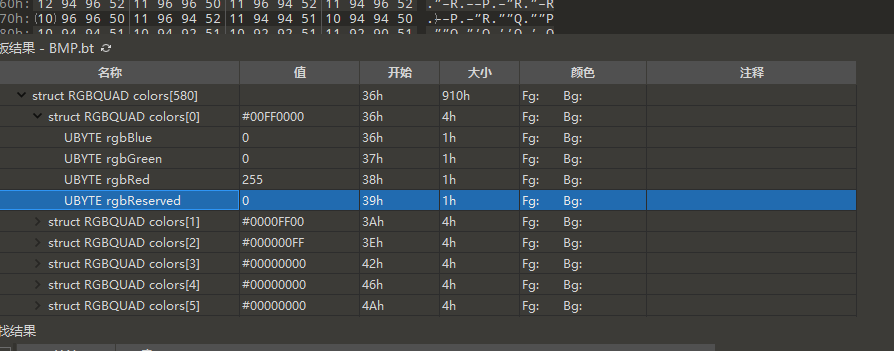 60h: 12 94 96 52 11 96 94 52 11 96 94 52 11 94 96 52 .”–R.–”R.–”R.”–R
70h: (10) 96 96 50 11 96 94 52 11 94 94 51 10 94 94 50
80h: 10 94 92 51
板结果 - BMP.bt
名称 值 开始 大小 颜色 注释
struct RGBQUAD colors[580] 36h 910h Fg: Bg:
struct RGBQUAD colors[0] #00FF0000 36h 4h Fg: Bg:
UBYTE rgbBlue 0 36h 1h Fg: Bg:
UBYTE rgbGreen 0 37h 1h Fg: Bg:
UBYTE rgbRed 255 38h 1h Fg: Bg:
UBYTE rgbReserved 0 39h 1h Fg: Bg:
struct RGBQUAD colors[1] #0000FF00 3Ah 4h Fg: Bg:
struct RGBQUAD colors[2] #000000FF 3Eh 4h Fg: Bg:
struct RGBQUAD colors[3] #00000000 42h 4h Fg: Bg:
struct RGBQUAD colors[4] #00000000 46h 4h Fg: Bg:
struct RGBQUAD colors[5] #00000000 4Ah 4h Fg: Bg:
找结果